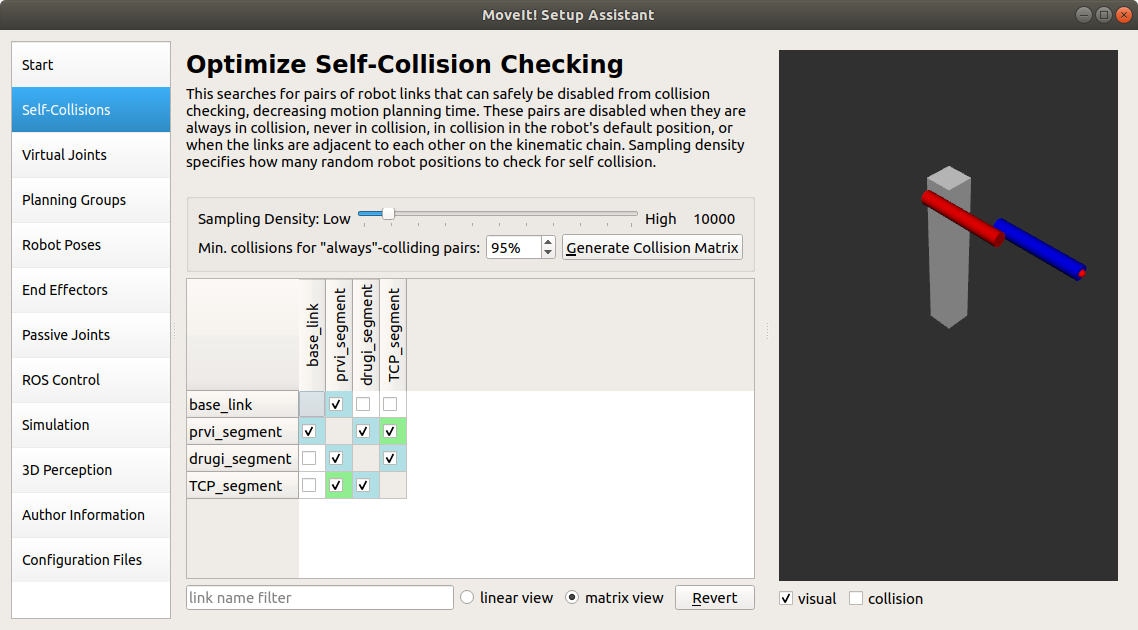 MoveIt! Setup Assistant
Start
Self-Collisions
Virtual Joints
Planning Groups
Robot Poses
End Effectors
Passive Joints
ROS Control
Simulation
3D Perception
Author Information
Configuration Files
Optimize Self-Collision Checking
This searches for pairs of robot links that can safely be disabled from collision
checking, decreasing motion planning time. These pairs are disabled when they are
always in collision, never in collision, in collision in the robot's default position, or
when the links are adjacent to each other on the kinematic chain. Sampling density
specifies how many random robot positions to check for self collision.
Sampling Density: Low High 10000
Min. collisions for "always"-colliding pairs: 95% Generate Collision Matrix
base_link
prvi_segment
drugi_segment
TCP_segment
base_link
prvi_segment
drugi_segment
TCP_segment
link name filter linear view matrix view Revert
visual collision